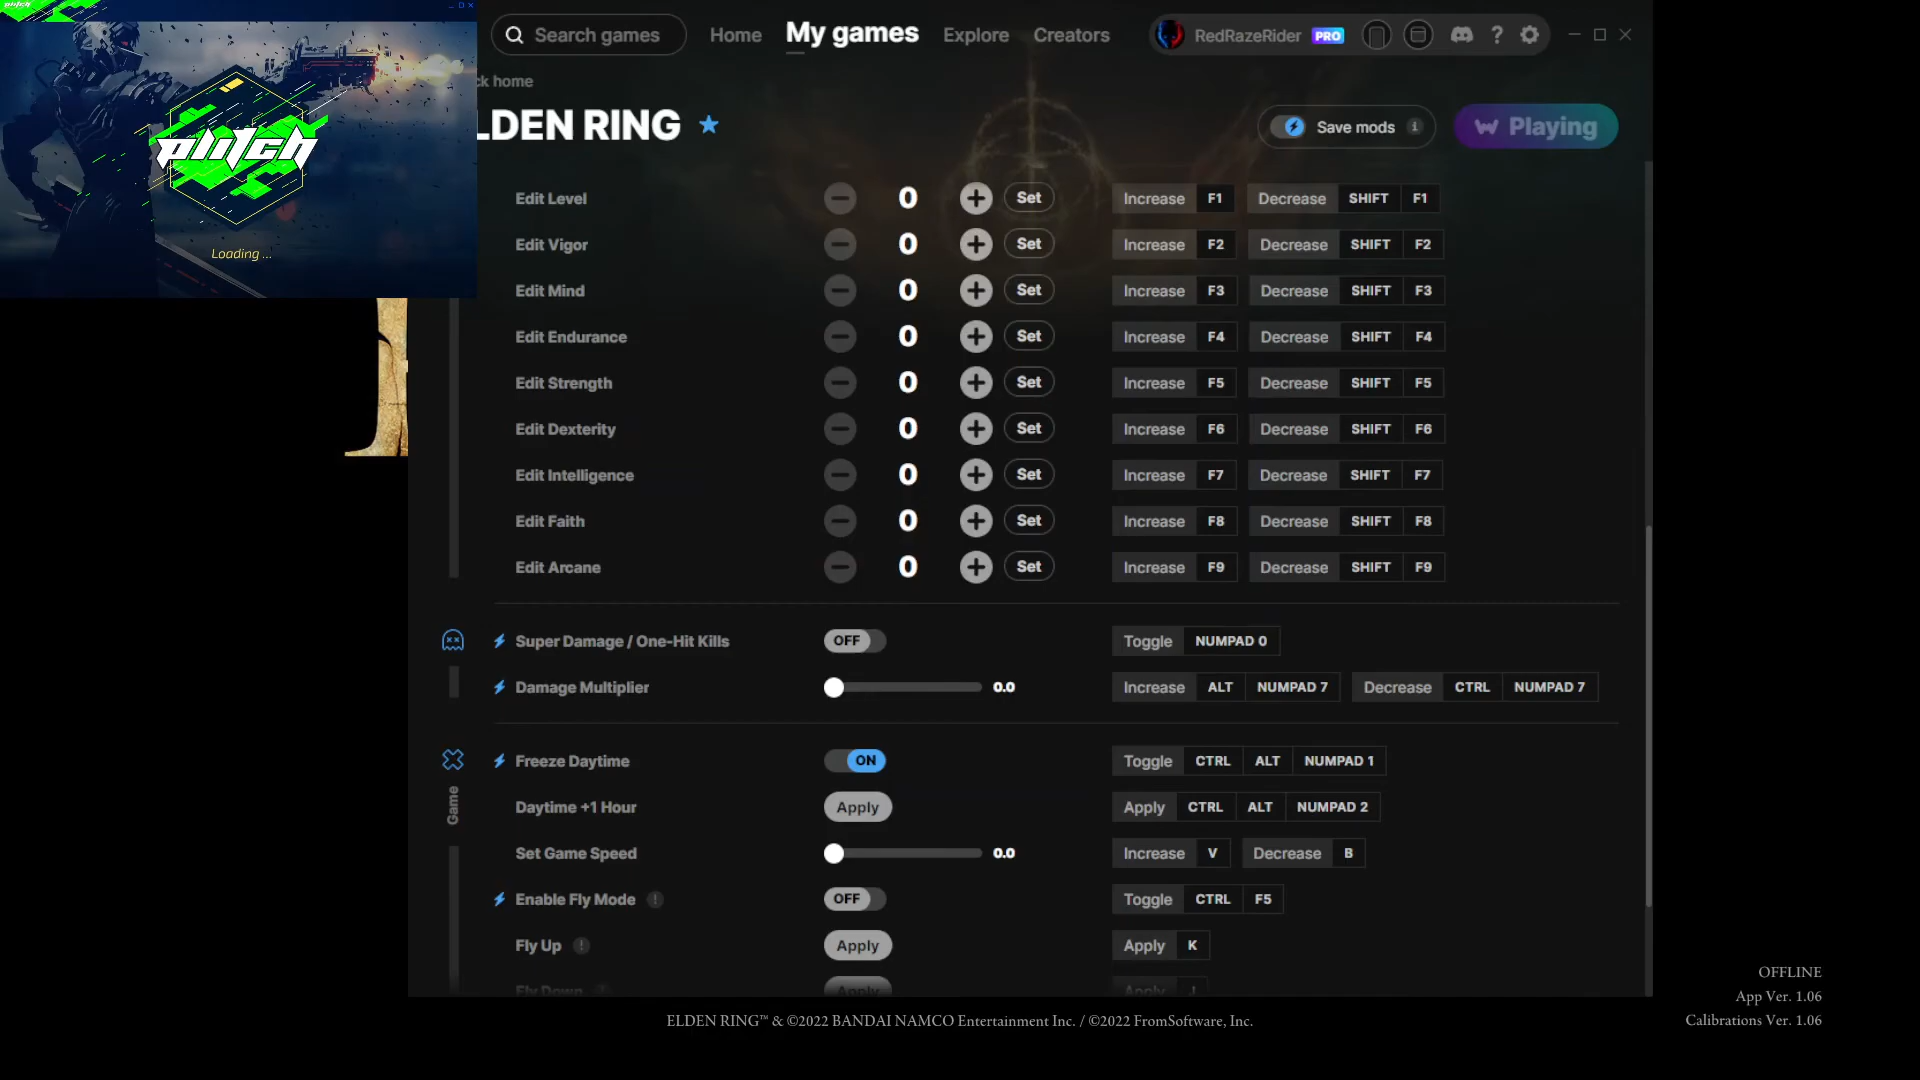 plitch
plitch
Loading ...
Search games
Home
My games
Explore
Creators
RedRazeRider PRO
ck home
LDEN RING
Save mods
Playing
Edit Level 0 Set Increase F1 Decrease SHIFT F1
Edit Vigor 0 Set Increase F2 Decrease SHIFT F2
Edit Mind 0 Set Increase F3 Decrease SHIFT F3
Edit Endurance 0 Set Increase F4 Decrease SHIFT F4
Edit Strength 0 Set Increase F5 Decrease SHIFT F5
Edit Dexterity 0 Set Increase F6 Decrease SHIFT F6
Edit Intelligence 0 Set Increase F7 Decrease SHIFT F7
Edit Faith 0 Set Increase F8 Decrease SHIFT F8
Edit Arcane 0 Set Increase F9 Decrease SHIFT F9
Super Damage / One-Hit Kills OFF Toggle NUMPAD 0
Damage Multiplier 0.0 Increase ALT NUMPAD 7 Decrease CTRL NUMPAD 7
Game
Freeze Daytime ON Toggle CTRL ALT NUMPAD 1
Daytime +1 Hour Apply Apply CTRL ALT NUMPAD 2
Set Game Speed 0.0 Increase V Decrease B
Enable Fly Mode ! OFF Toggle CTRL F5
Fly Up ! Apply Apply K
Fly Down Apply Apply J
OFFLINE
App Ver. 1.06
Calibrations Ver. 1.06
ELDEN RING™ & ©2022 BANDAI NAMCO Entertainment Inc. / ©2022 FromSoftware, Inc.